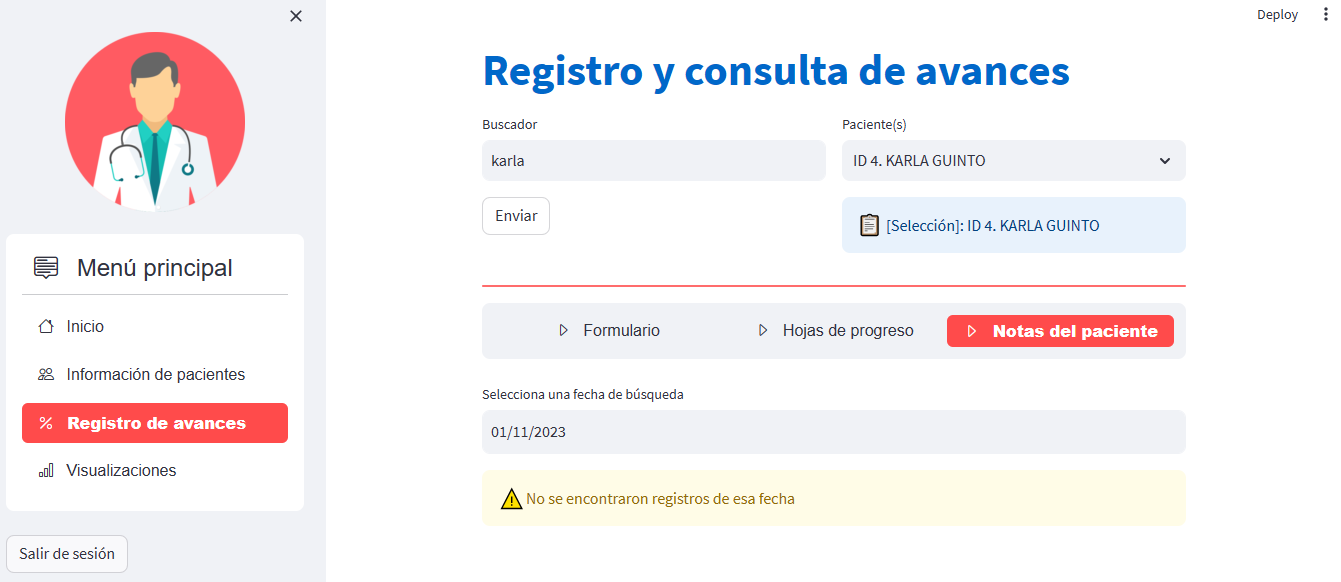 Deploy
Menú principal
Inicio
Información de pacientes
Registro de avances
Visualizaciones
Salir de sesión
Registro y consulta de avances
Buscador
karla
Enviar
Paciente(s)
ID 4. KARLA GUINTO
[Selección]: ID 4. KARLA GUINTO
Formulario
Hojas de progreso
Notas del paciente
Selecciona una fecha de búsqueda
01/11/2023
No se encontraron registros de esa fecha